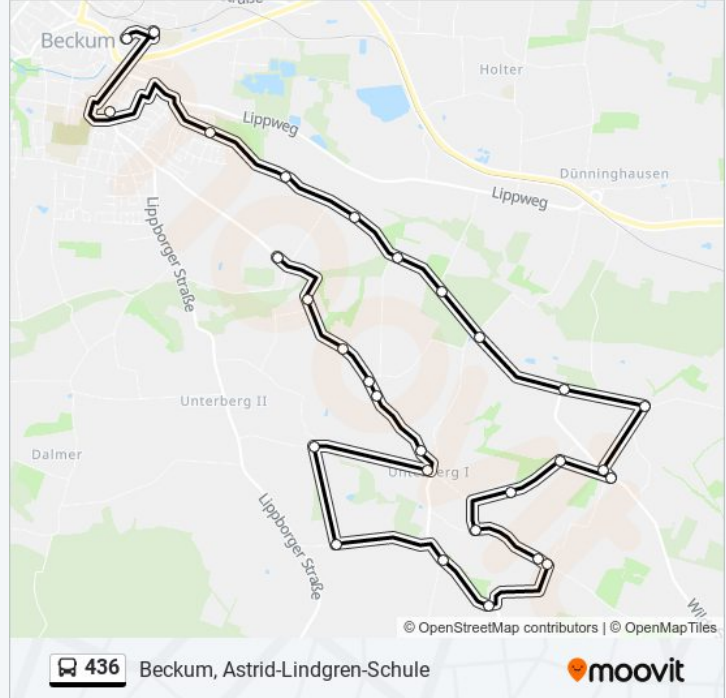 Straße
Beckum
Holter
Lippweg
Dünninghausen
Lippweg
Lippborger Straße
Unterberg II
Dalmer
Unterberg I
Lippborger Straße
© OpenStreetMap contributors | © OpenMapTiles
436 Beckum, Astrid-Lindgren-Schule
moovit